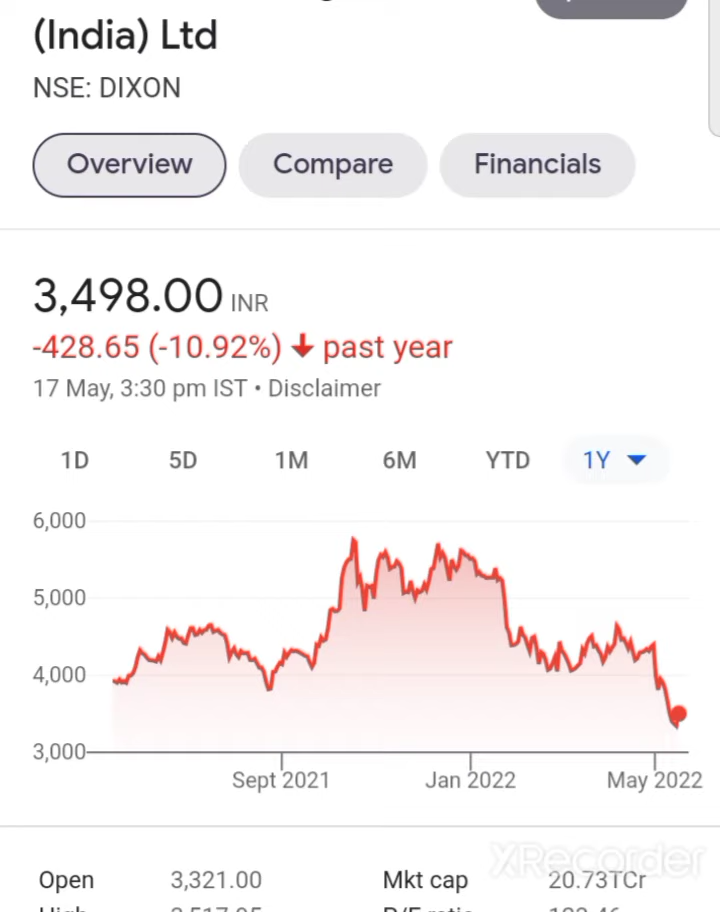 (India) Ltd
NSE: DIXON
Overview Compare Financials
3,498.00 INR
-428.65 (-10.92%) ↓ past year
17 May, 3:30 pm IST • Disclaimer
1D 5D 1M 6M YTD 1Y
6,000
5,000
4,000
3,000
Sept 2021 Jan 2022 May 2022
XRecorder
Open 3,321.00 Mkt cap 20.73TCr